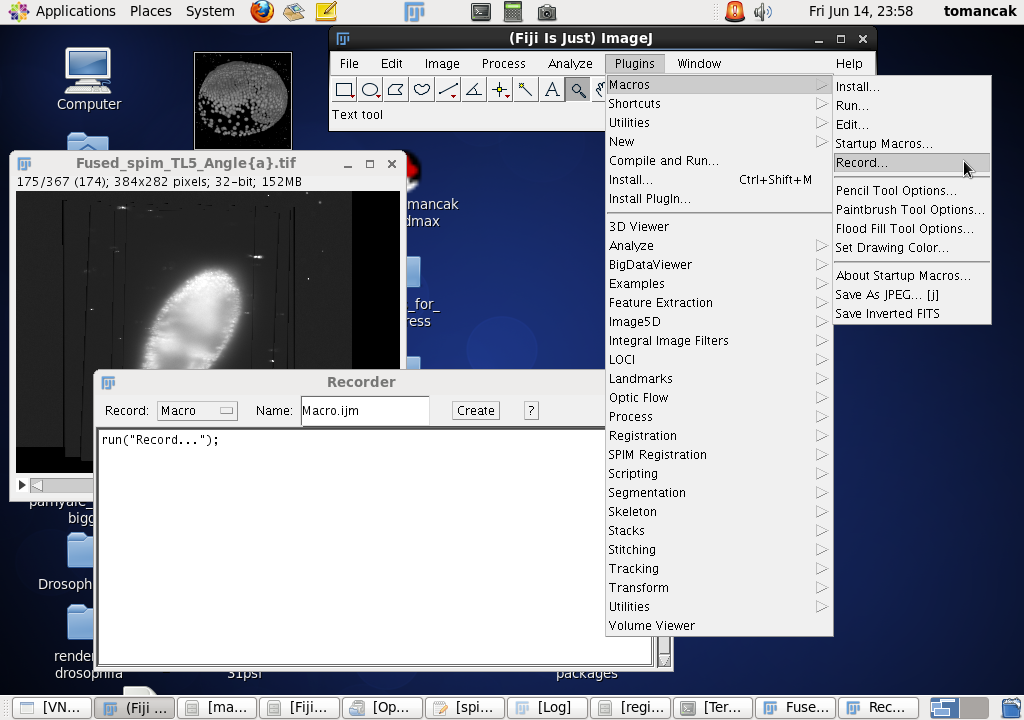 Applications Places System
Fri Jun 14, 23:58 tomancak
Computer
(Fiji Is Just) ImageJ
File Edit Image Process Analyze Plugins Window Help
Text tool
Macros
Shortcuts
Utilities
New
Compile and Run...
Install... Ctrl+Shift+M
Install PlugIn...
3D Viewer
Analyze
BigDataViewer
Examples
Feature Extraction
Image5D
Integral Image Filters
LOCI
Landmarks
Optic Flow
Process
Registration
SPIM Registration
Scripting
Segmentation
Skeleton
Stacks
Stitching
Tracking
Transform
Utilities
Volume Viewer
Install...
Run...
Edit...
Startup Macros...
Record...
Pencil Tool Options...
Paintbrush Tool Options...
Flood Fill Tool Options...
Set Drawing Color...
About Startup Macros...
Save As JPEG... [j]
Save Inverted FITS
Fused_spim_TL5_Angle{a}.tif
175/367 (174); 384x282 pixels; 32-bit; 152MB
mancak
dmax
_for_
ress
Recorder
Record: Macro Name: Macro.ijm Create ?
run("Record...");
bigg
Drosoph
render
drosophila
31psi
packages
[VN... (Fiji ... [ma... [Fiji... [Op... [spi... [Log] [regi... [Ter... Fuse... Rec...